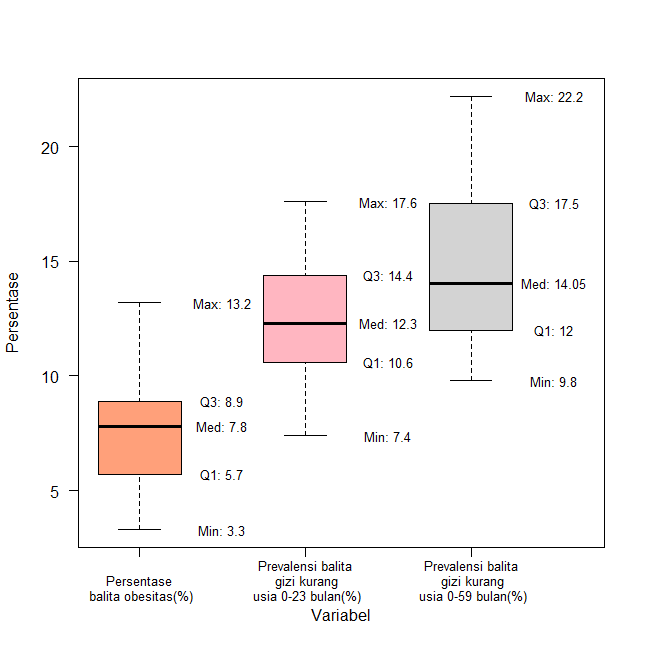 Persentase
20
15
10
5
Max: 13.2
Q3: 8.9
Med: 7.8
Q1: 5.7
Min: 3.3
Max: 17.6
Q3: 14.4
Med: 12.3
Q1: 10.6
Min: 7.4
Max: 22.2
Q3: 17.5
Med: 14.05
Q1: 12
Min: 9.8
Persentase
balita obesitas(%)
Prevalensi balita
gizi kurang
usia 0-23 bulan(%)
Prevalensi balita
gizi kurang
usia 0-59 bulan(%)
Variabel